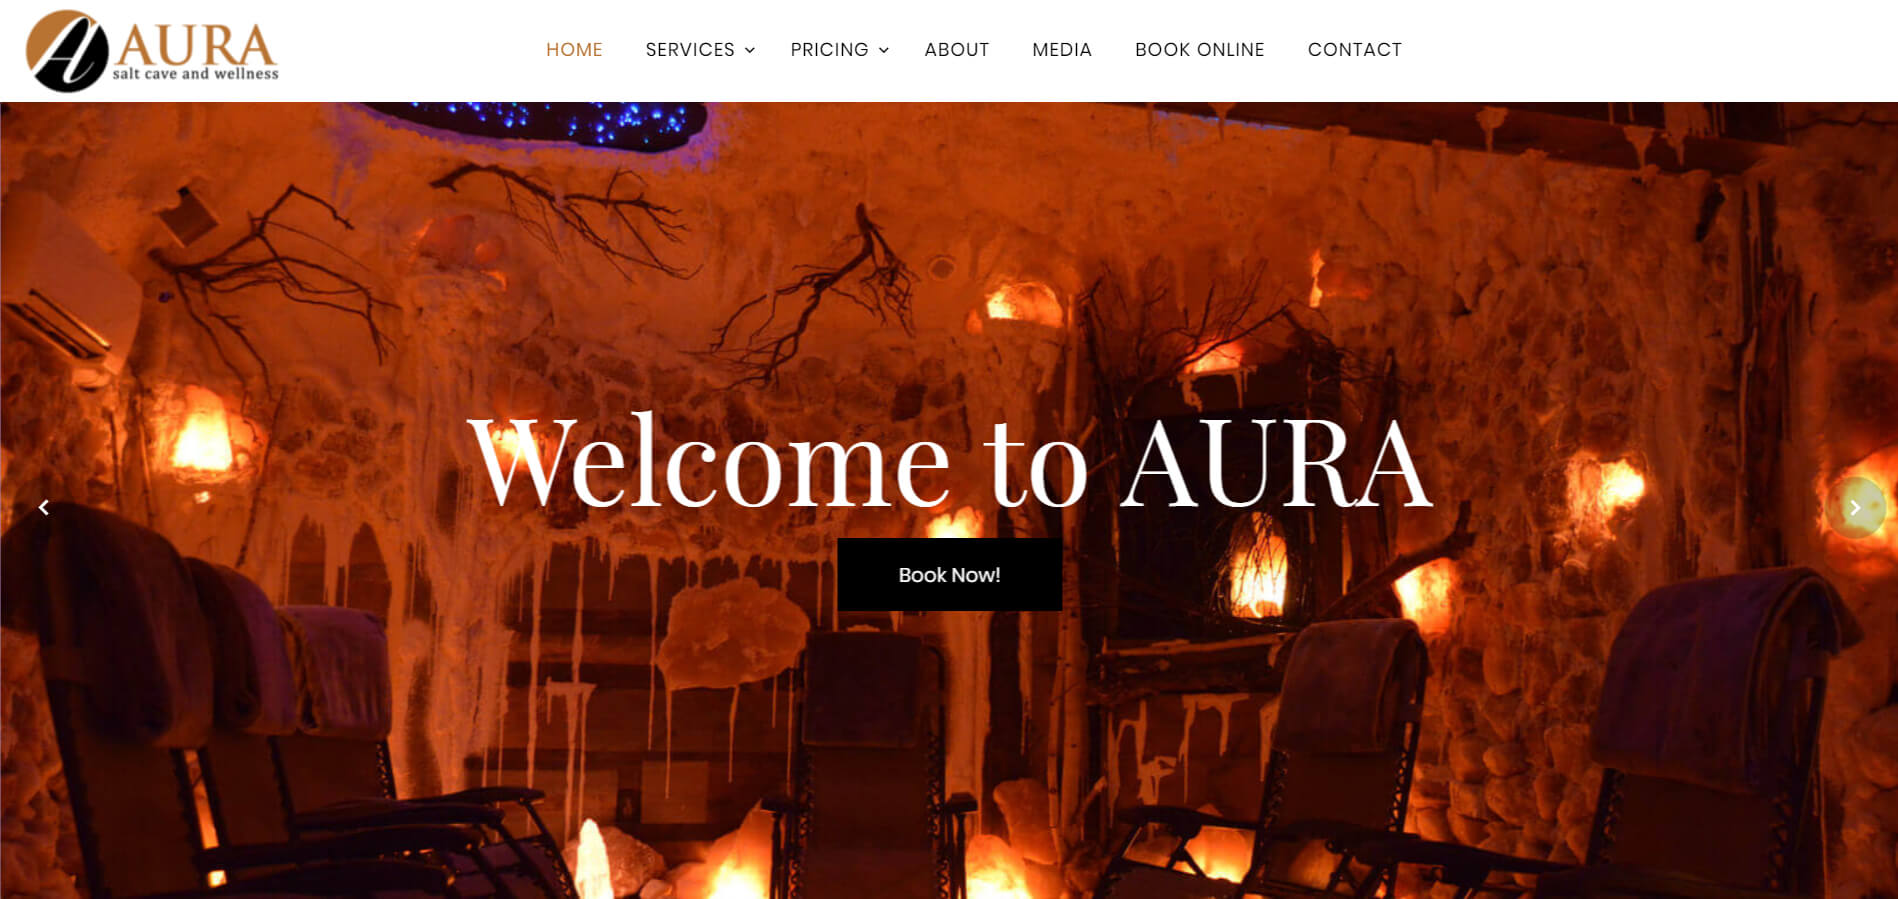 AURA
salt cave and wellness
HOME
SERVICES
PRICING
ABOUT
MEDIA
BOOK ONLINE
CONTACT
Welcome to AURA
Book Now!